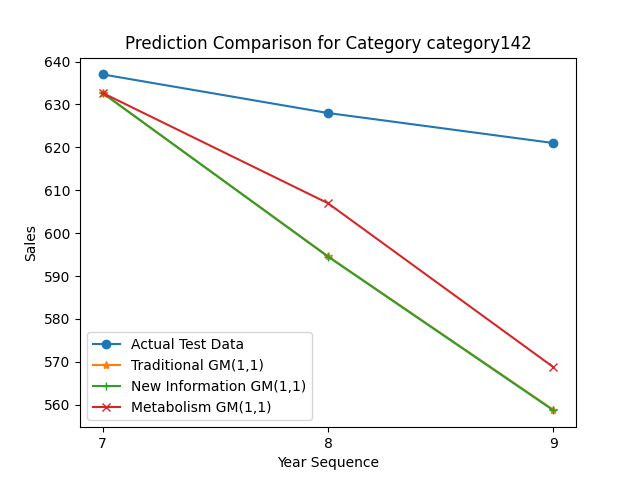 Prediction Comparison for Category category142
640
630
620
610
600
590
580
570
560
Sales
Actual Test Data
Traditional GM(1,1)
New Information GM(1,1)
Metabolism GM(1,1)
7
8
9
Year Sequence